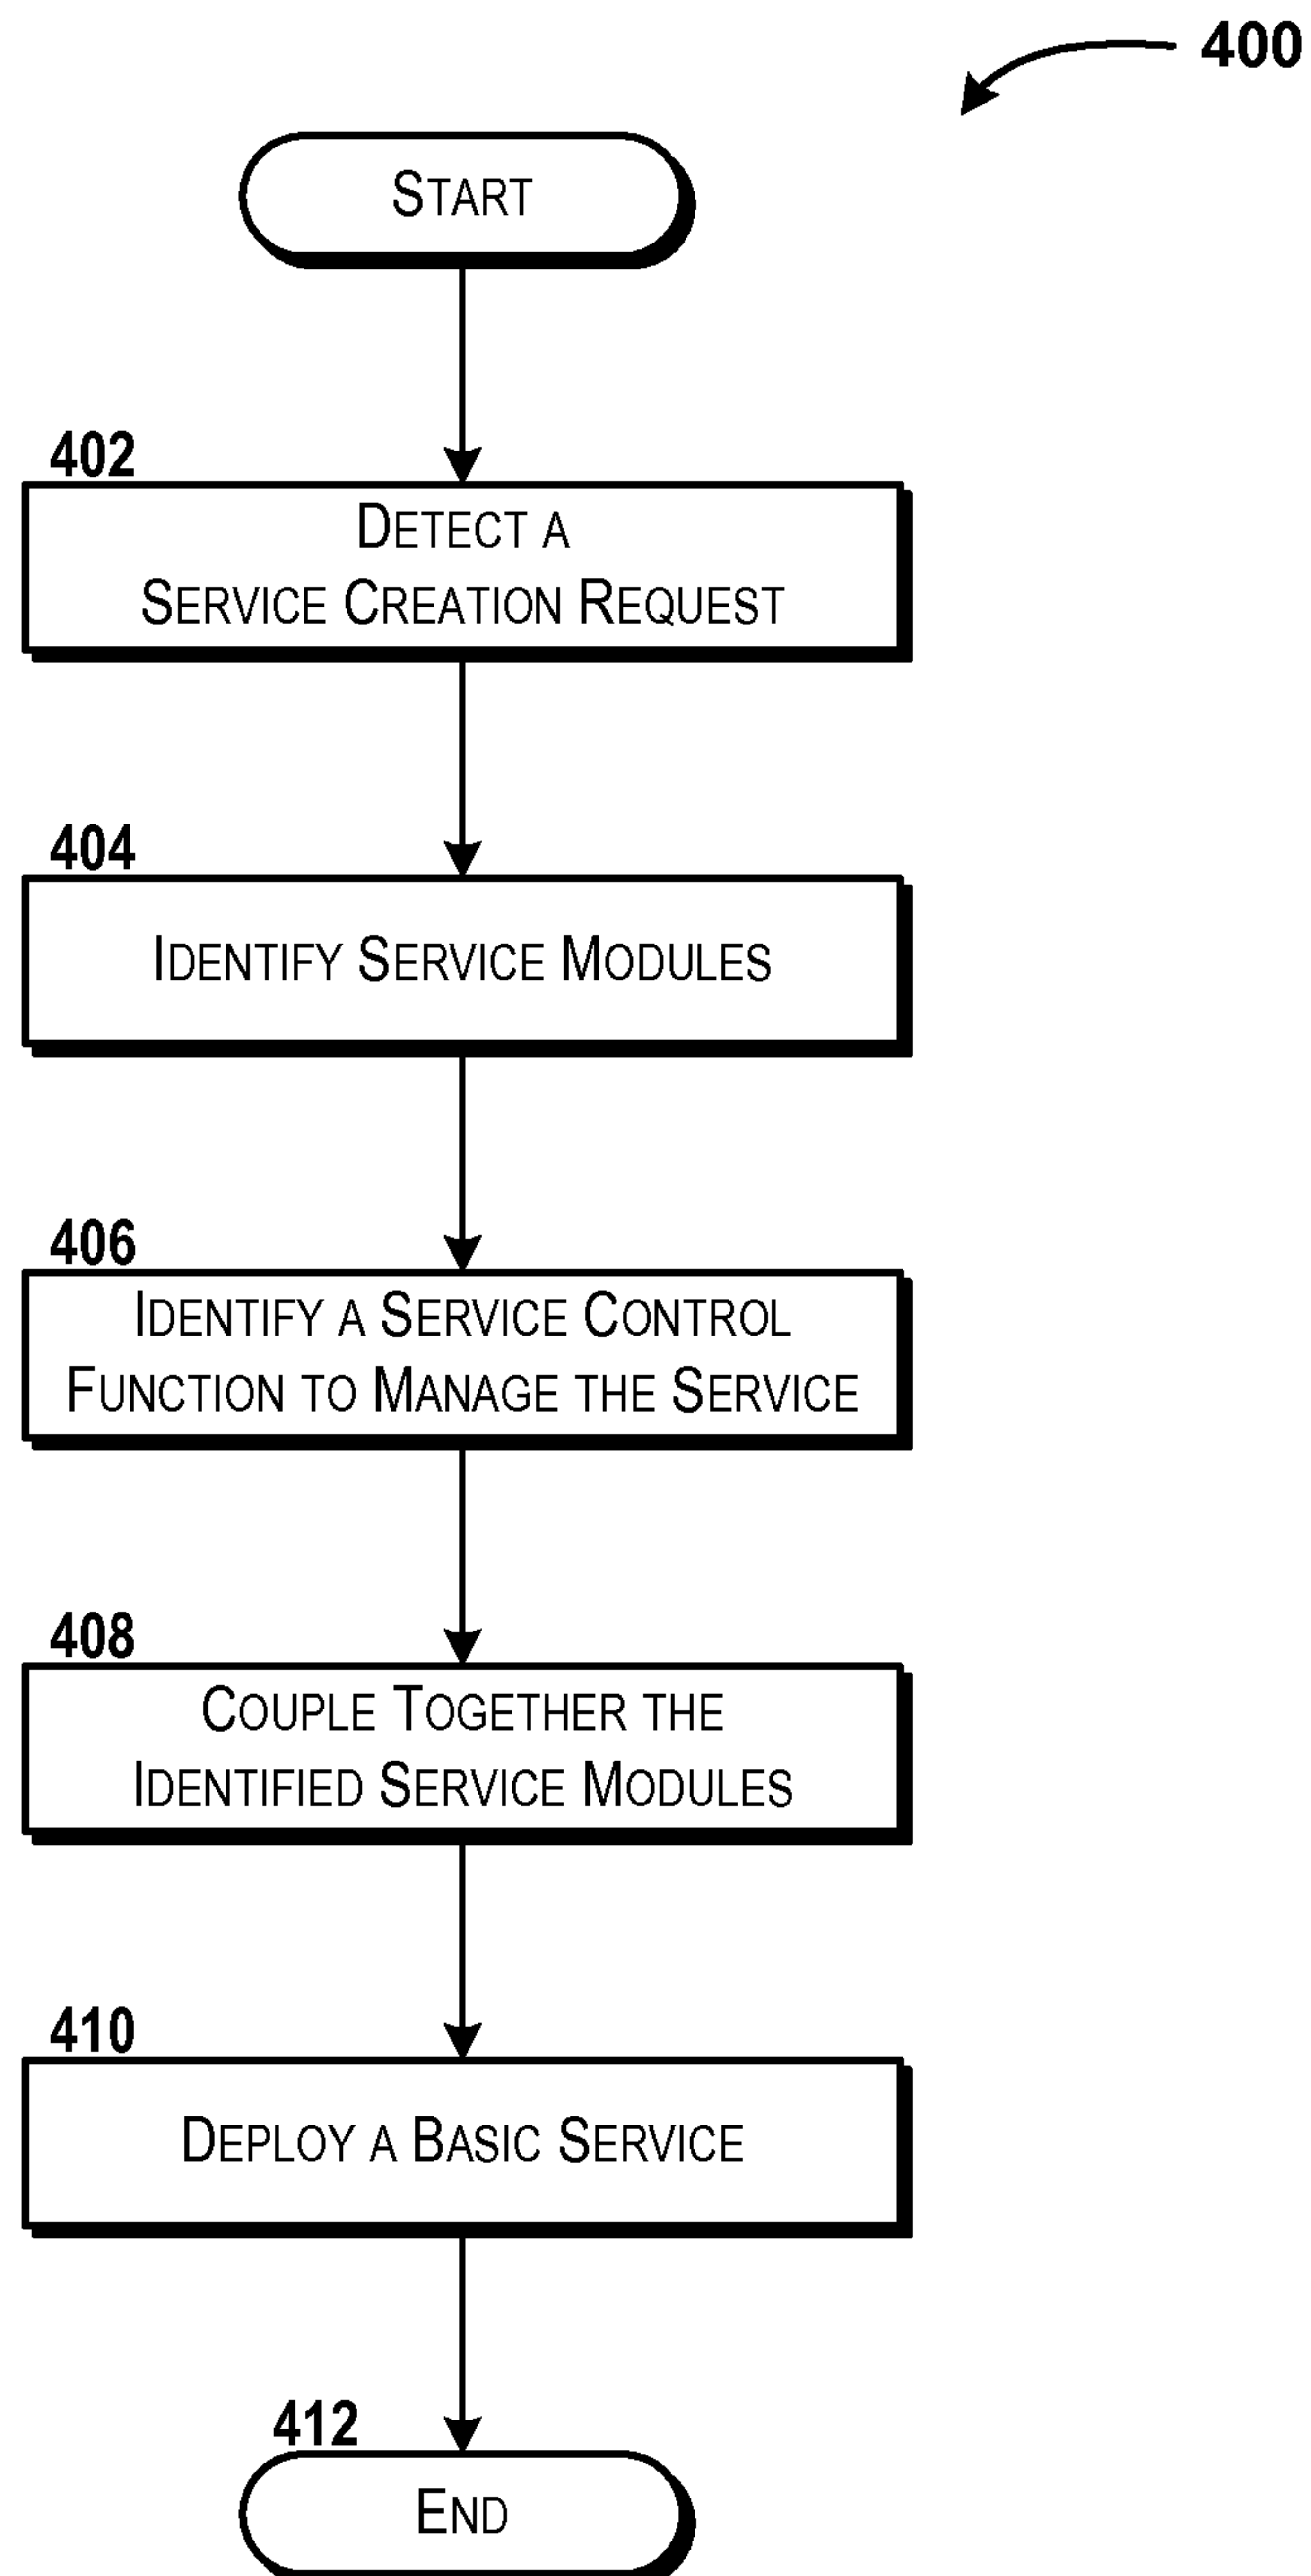 400
START
402
DETECT A
SERVICE CREATION REQUEST
404
IDENTIFY SERVICE MODULES
406
IDENTIFY A SERVICE CONTROL
FUNCTION TO MANAGE THE SERVICE
408
COUPLE TOGETHER THE
IDENTIFIED SERVICE MODULES
410
DEPLOY A BASIC SERVICE
412
END